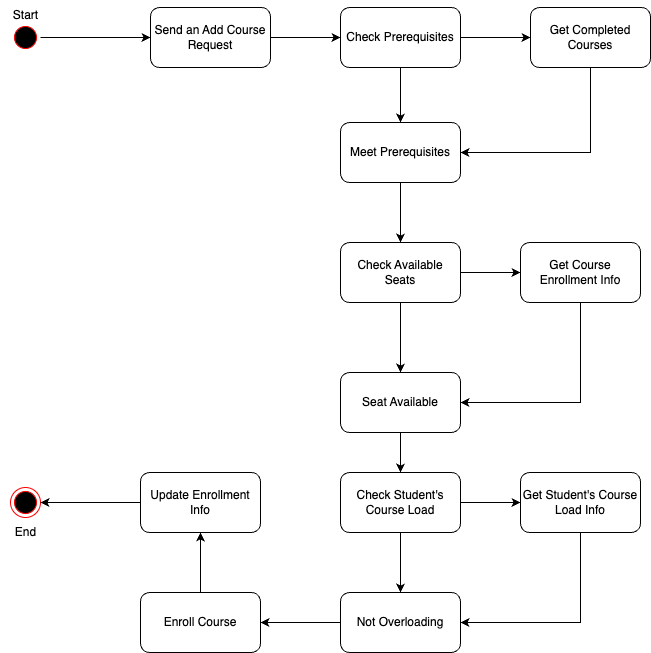 Start
Send an Add Course
Request
Check Prerequisites
Get Completed
Courses
Meet Prerequisites
Check Available
Seats
Get Course
Enrollment Info
Seat Available
Update Enrollment
Info
Check Student's
Course Load
Get Student's Course
Load Info
End
Enroll Course
Not Overloading